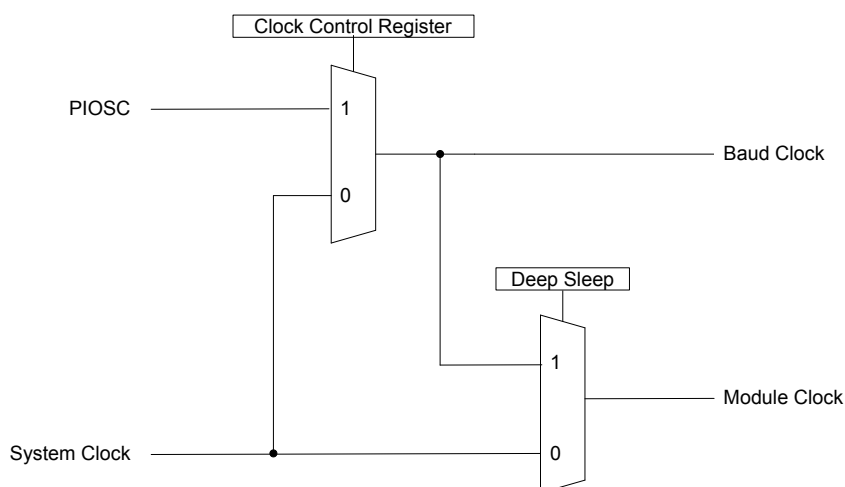 Clock Control Register
PIOSC
1
Baud Clock
0
Deep Sleep
1
Module Clock
System Clock
0